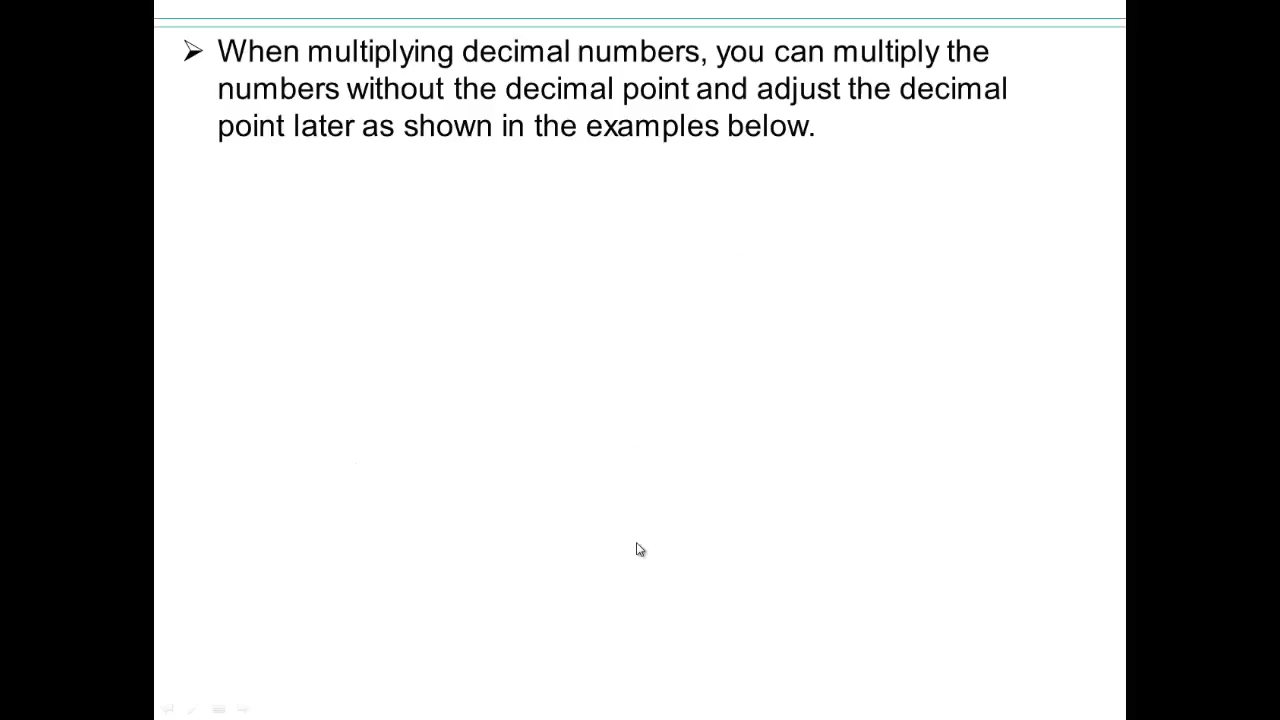 When multiplying decimal numbers, you can multiply the
numbers without the decimal point and adjust the decimal
point later as shown in the examples below.